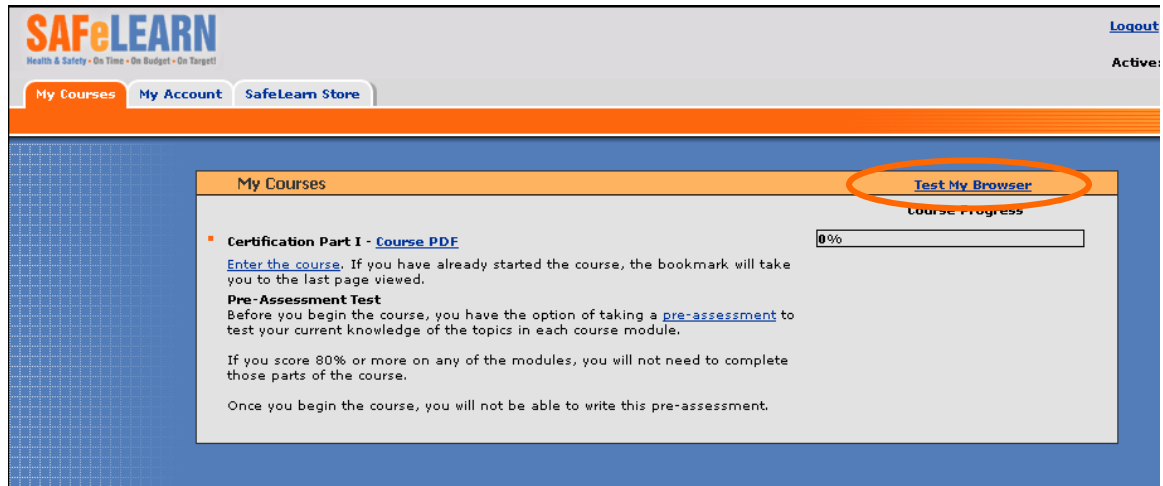 SAFeLEARN
Health & Safety • On Time • On Budget • On Target!
Logout
Active:
My Courses My Account SafeLearn Store
My Courses Test My Browser
Course Progress
Certification Part I - Course PDF 0%
Enter the course. If you have already started the course, the bookmark will take
you to the last page viewed.
Pre-Assessment Test
Before you begin the course, you have the option of taking a pre-assessment to
test your current knowledge of the topics in each course module.
If you score 80% or more on any of the modules, you will not need to complete
those parts of the course.
Once you begin the course, you will not be able to write this pre-assessment.